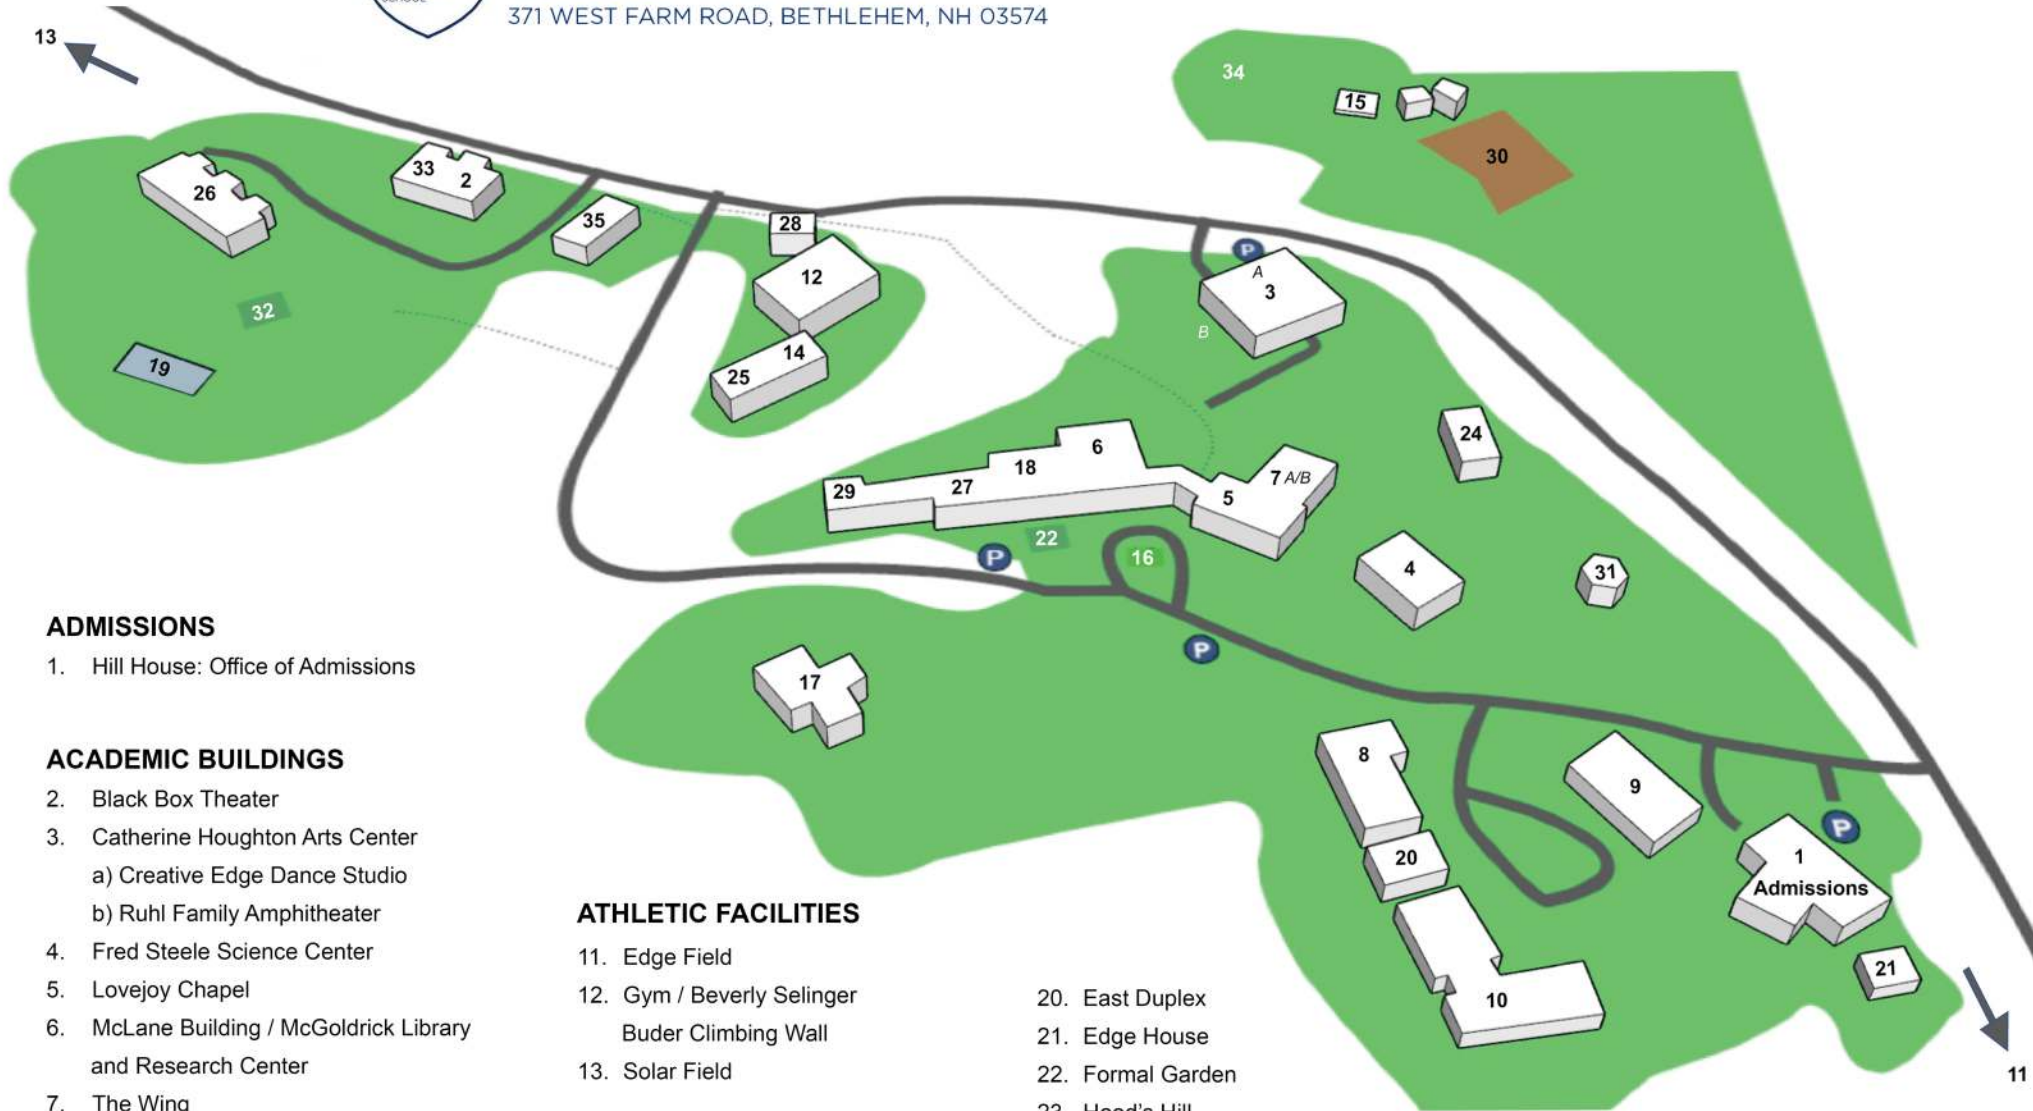 SCHOOL
371 WEST FARM ROAD, BETHLEHEM, NH 03574
13
34
15
30
33
2
26
35
28
12
A
3
B
32
19
14
25
24
6
18
7 A/B
27
29
5
22
P
16
4
31
P
P
17
8
9
20
P
1
Admissions
21
10
11
ADMISSIONS
1. Hill House: Office of Admissions
ACADEMIC BUILDINGS
2. Black Box Theater
3. Catherine Houghton Arts Center
a) Creative Edge Dance Studio
b) Ruhl Family Amphitheater
4. Fred Steele Science Center
5. Lovejoy Chapel
6. McLane Building / McGoldrick Library
and Research Center
7. The Wing
ATHLETIC FACILITIES
11. Edge Field
12. Gym / Beverly Selinger
Buder Climbing Wall
13. Solar Field
20. East Duplex
21. Edge House
22. Formal Garden
23. Hood's Hill